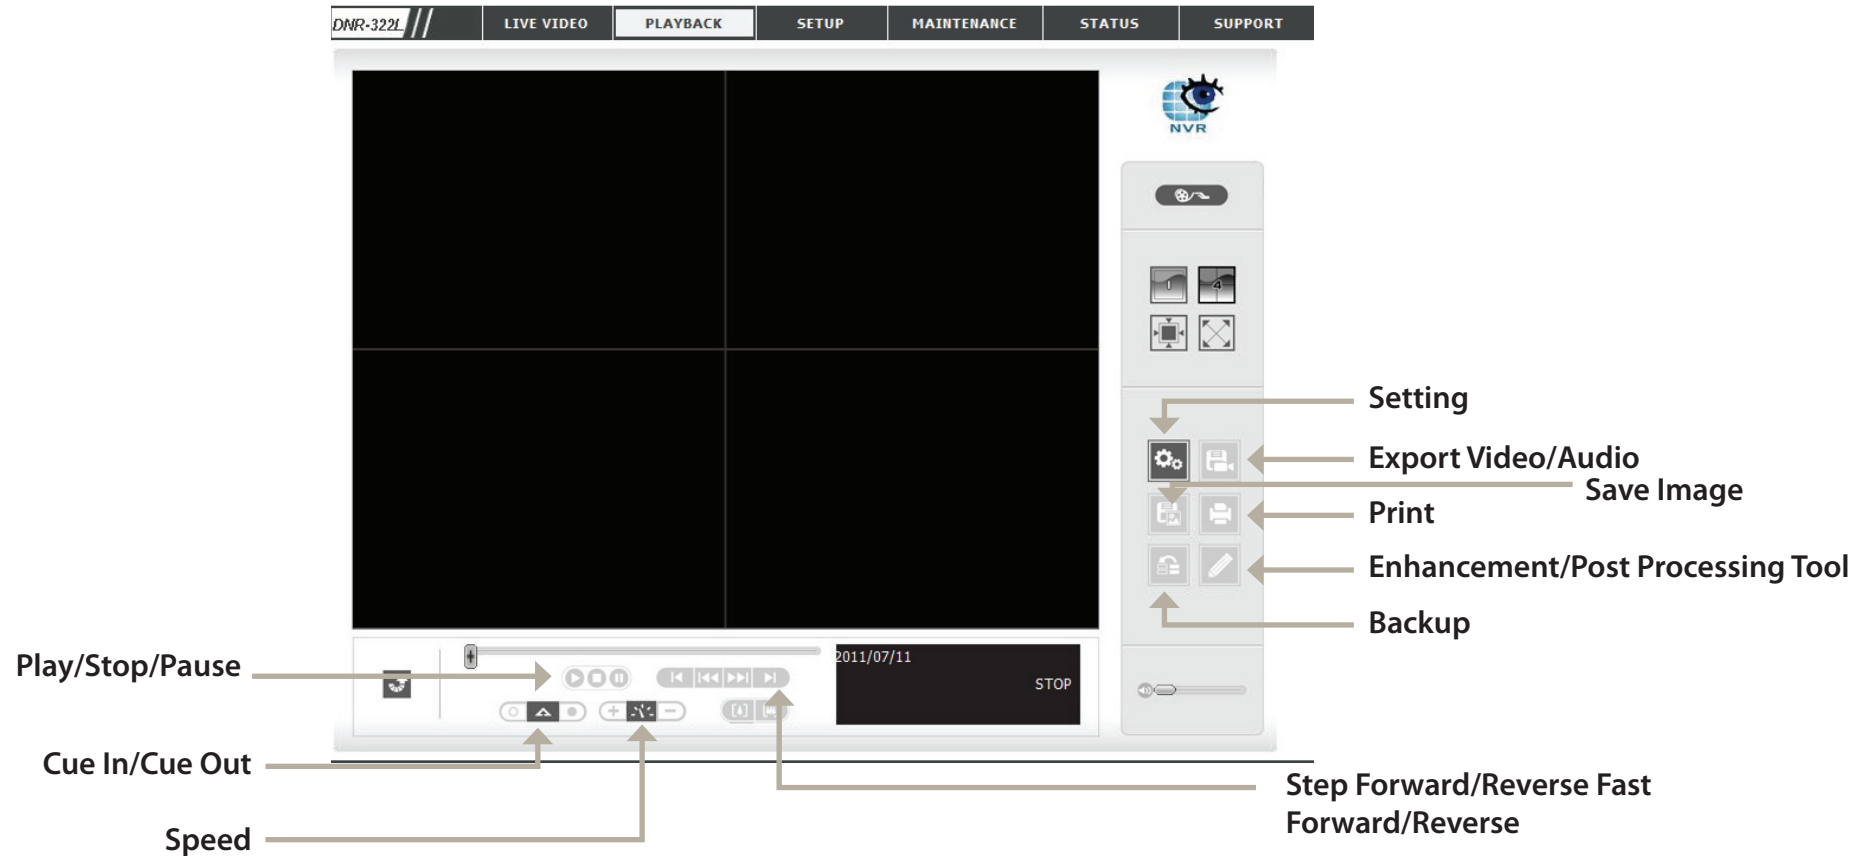 DNR-322L
LIVE VIDEO
PLAYBACK
SETUP
MAINTENANCE
STATUS
SUPPORT
NVR
1
4
Setting
Export Video/Audio
Save Image
Print
Enhancement/Post Processing Tool
Backup
Play/Stop/Pause
2011/07/11
STOP
Cue In/Cue Out
Step Forward/Reverse Fast
Forward/Reverse
Speed